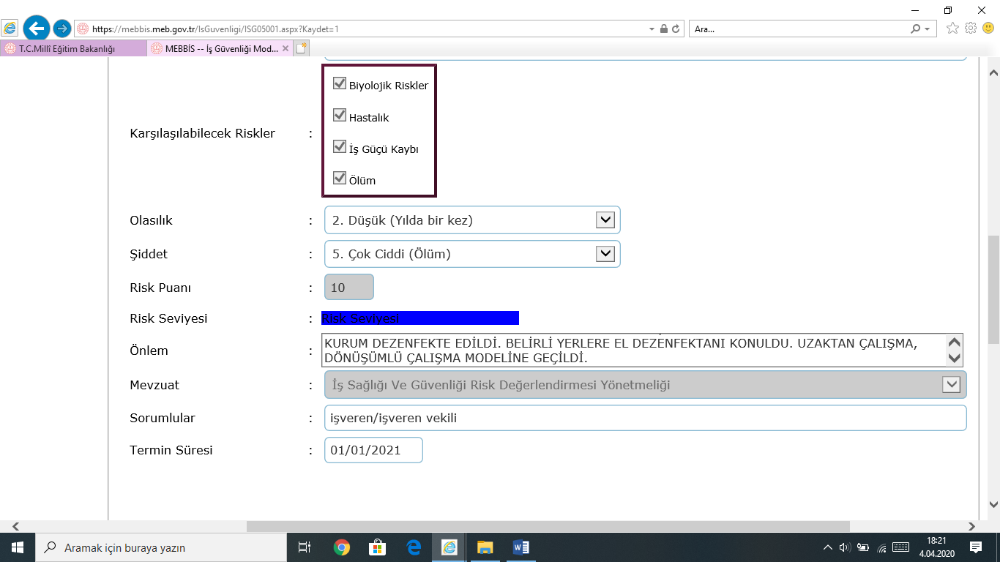 https://mebbis.meb.gov.tr/IsGuvenligi/ISG05001.aspx?Kaydet=1
Ara...
T.C.Millî Eğitim Bakanlığı
MEBBİS -- İş Güvenliği Mod...
Karşılaşılabilecek Riskler :
Biyolojik Riskler
Hastalık
İş Güçü Kaybı
Ölüm
Olasılık : 2. Düşük (Yılda bir kez)
Şiddet : 5. Çok Ciddi (Ölüm)
Risk Puanı : 10
Risk Seviyesi : Risk Seviyesi
Önlem : KURUM DEZENFEKTE EDİLDİ. BELİRLİ YERLERE EL DEZENFEKTANI KONULDU. UZAKTAN ÇALIŞMA,
DÖNÜŞÜMLÜ ÇALIŞMA MODELİNE GEÇİLDİ.
Mevzuat : İş Sağlığı Ve Güvenliği Risk Değerlendirmesi Yönetmeliği
Sorumlular : işveren/işveren vekili
Termin Süresi : 01/01/2021
Aramak için buraya yazın
18:21
4.04.2020